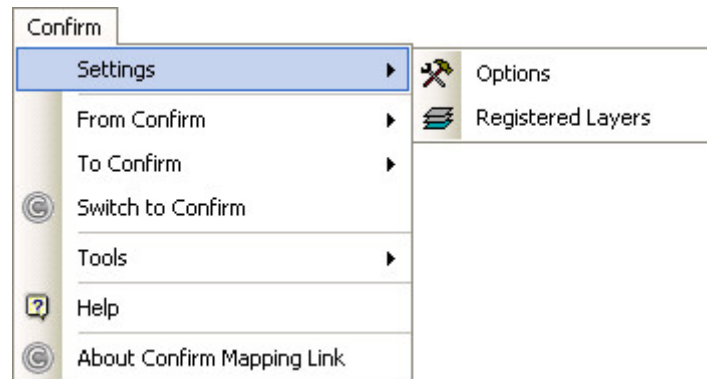 Confirm
Settings
Options
From Confirm
Registered Layers
To Confirm
Switch to Confirm
Tools
Help
About Confirm Mapping Link